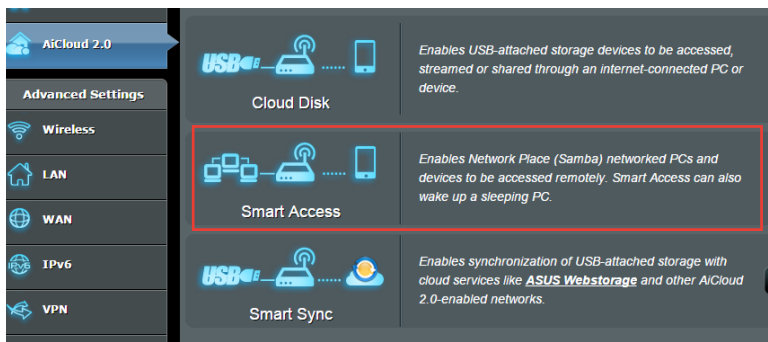 AiCloud 2.0
Advanced Settings
Wireless
LAN
WAN
IPv6
IPv6
VPN
USB
Cloud Disk
Enables USB-attached storage devices to be accessed,
streamed or shared through an internet-connected PC or
device.
Smart Access
Enables Network Place (Samba) networked PCs and
devices to be accessed remotely. Smart Access can also
wake up a sleeping PC.
USB
Smart Sync
Enables synchronization of USB-attached storage with
cloud services like ASUS Webstorage and other AiCloud
2.0-enabled networks.